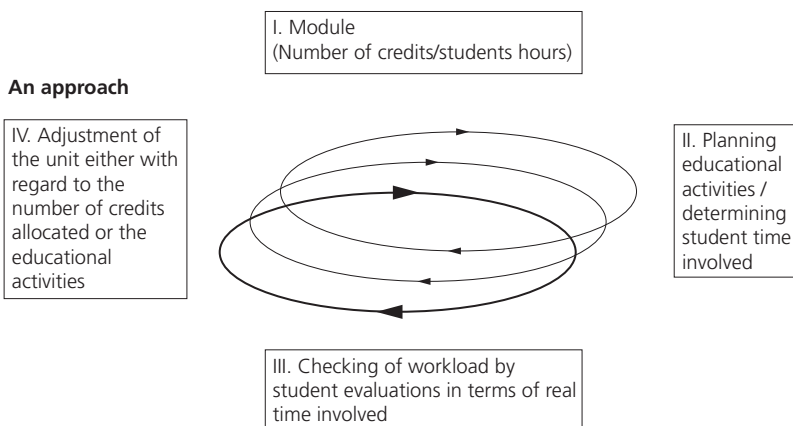 I. Module
(Number of credits/students hours)
An approach
IV. Adjustment of
the unit either with
regard to the
number of credits
allocated or the
educational
activities
II. Planning
educational
activities /
determining
student time
involved
III. Checking of workload by
student evaluations in terms of real
time involved